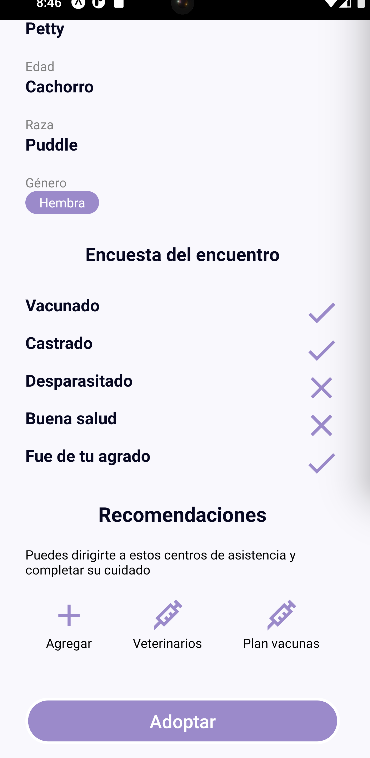 8:46
Petty
Edad
Cachorro
Raza
Puddle
Género
Hembra
Encuesta del encuentro
Vacunado
Castrado
Desparasitado
Buena salud
Fue de tu agrado
Recomendaciones
Puedes dirigirte a estos centros de asistencia y
completar su cuidado
Agregar Veterinarios Plan vacunas
Adoptar